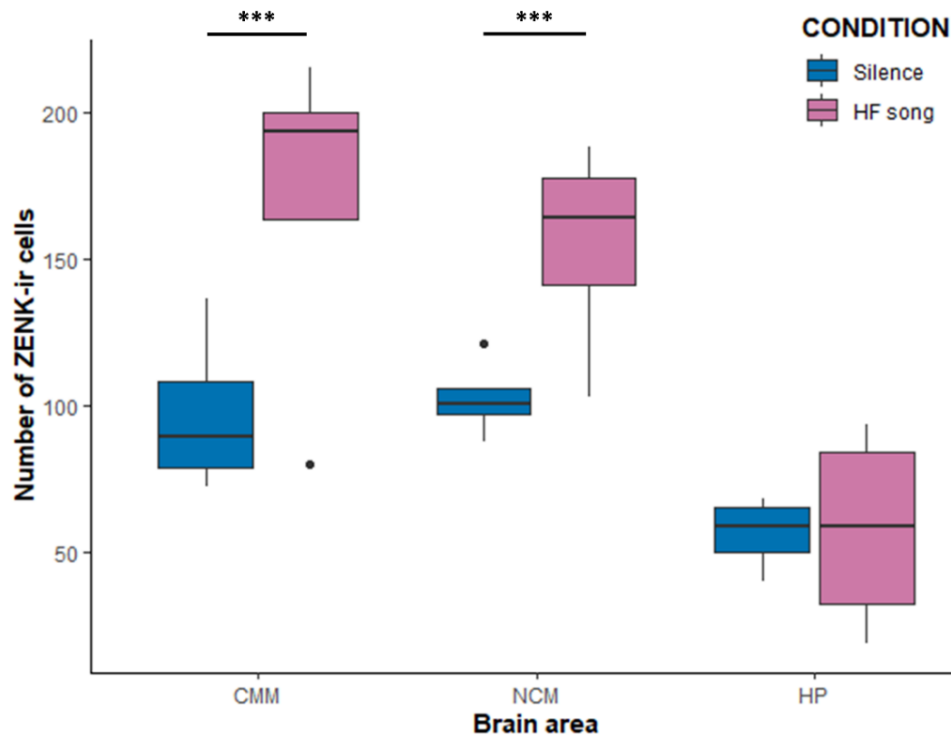 *** ***
CONDITION
Silence
HF song
Number of ZENK-ir cells
200
150
100
50
CMM NCM HP
Brain area